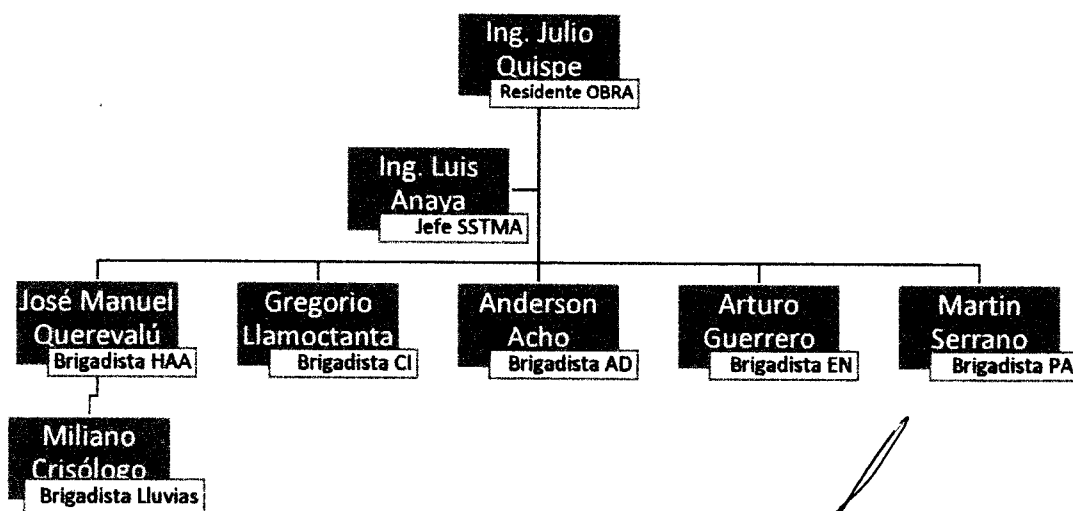 Ing. Julio
Quispe
Residente OBRA
Ing. Luis
Anaya
Jefe SSTMA
José Manuel
Querevalú
Brigadista HAA
Gregorio
Llamoctanta
Brigadista CI
Anderson
Acho
Brigadista AD
Arturo
Guerrero
Brigadista EN
Martin
Serrano
Brigadista PA
Miliano
Crisólogo
Brigadista Lluvias